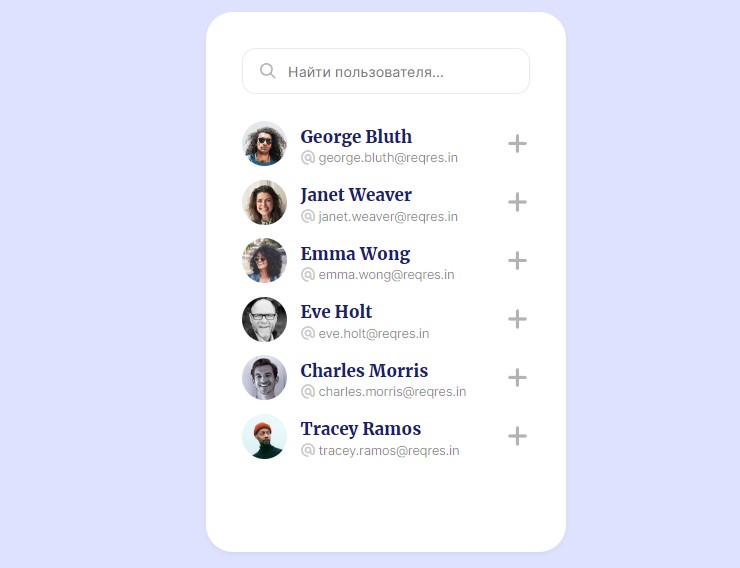 Найти пользователя...
George Bluth
george.bluth@reqres.in
Janet Weaver
janet.weaver@reqres.in
Emma Wong
emma.wong@reqres.in
Eve Holt
eve.holt@reqres.in
Charles Morris
charles.morris@reqres.in
Tracey Ramos
tracey.ramos@reqres.in